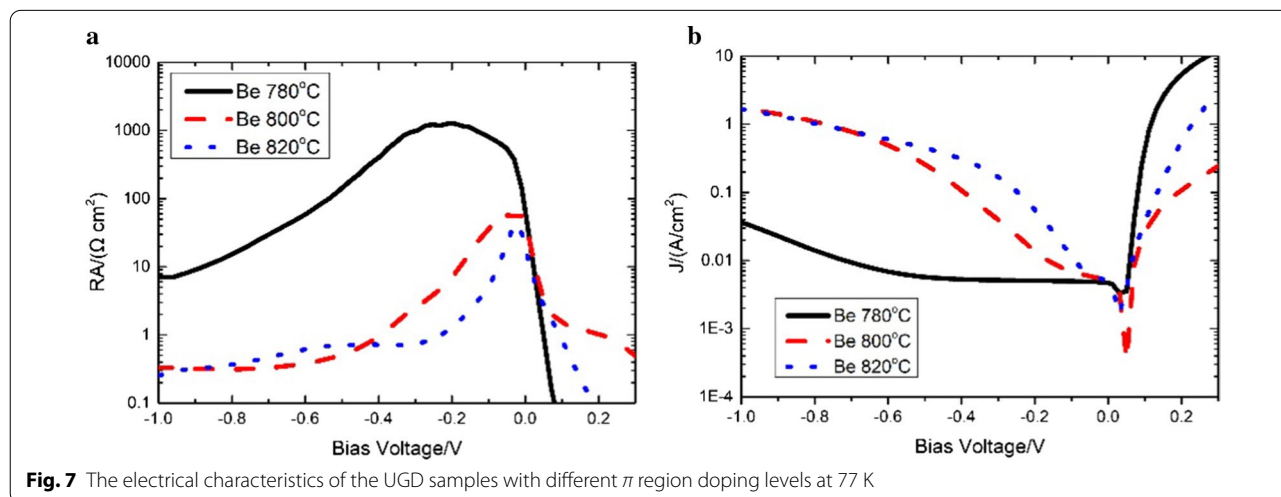 a
10000
1000
100
10
1
0.1
RA/(Ω cm²)
Be 780°C
Be 800°C
Be 820°C
-1.0 -0.8 -0.6 -0.4 -0.2 0.0 0.2
Bias Voltage/V
b
10
1
0.1
0.01
1E-3
1E-4
J/(A/cm²)
Be 780°C
Be 800°C
Be 820°C
-1.0 -0.8 -0.6 -0.4 -0.2 0.0 0.2
Bias Voltage/V
Fig. 7 The electrical characteristics of the UGD samples with different π region doping levels at 77 K